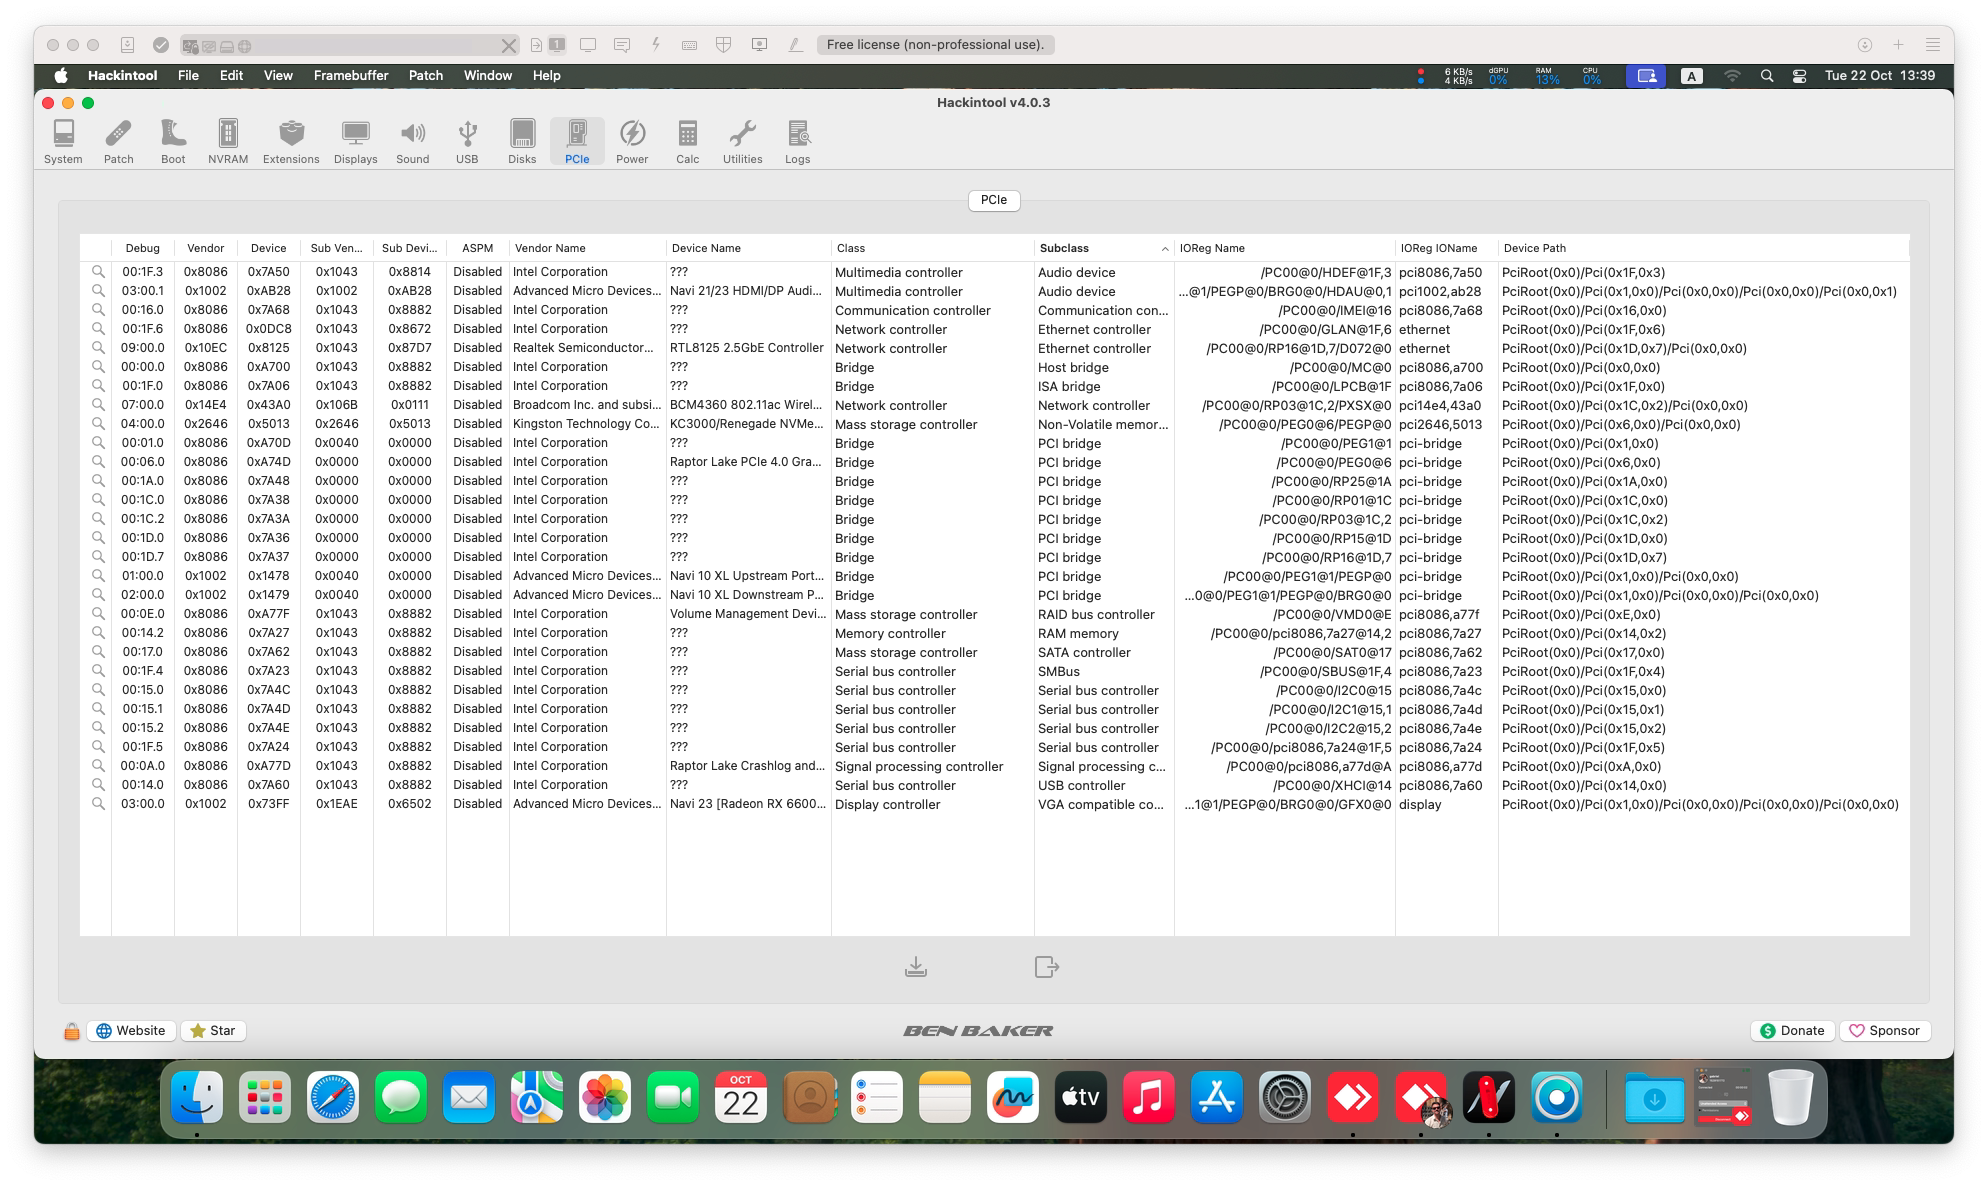 1
Free license (non-professional use).
Hackintool File Edit View Framebuffer Patch Window Help
6 KB/s 4 KB/s dGPU 0% RAM 13% CPU 0% A Tue 22 Oct 13:39
Hackintool v4.0.3
System Patch Boot NVRAM Extensions Displays Sound USB Disks PCIe Power Calc Utilities Logs
PCIe
Debug Vendor Device Sub Ven... Sub Devi... ASPM Vendor Name Device Name Class Subclass IOReg Name IOReg IOName Device Path
00:1F.3 0x8086 0x7A50 0x1043 0x8814 Disabled Intel Corporation ??? Multimedia controller Audio device /PC00@0/HDEF@1F,3 pci8086,7a50 PciRoot(0x0)/Pci(0x1F,0x3)
03:00.1 0x1002 0xAB28 0x1002 0xAB28 Disabled Advanced Micro Devices... Navi 21/23 HDMI/DP Audi... Multimedia controller Audio device ...@1/PEGP@0/BRG0@0/HDAU@0,1 pci1002,ab28 PciRoot(0x0)/Pci(0x1,0x0)/Pci(0x0,0x0)/Pci(0x0,0x0)/Pci(0x0,0x1)
00:16.0 0x8086 0x7A68 0x1043 0x8882 Disabled Intel Corporation ??? Communication controller Communication con... /PC00@0/IMEI@16 pci8086,7a68 PciRoot(0x0)/Pci(0x16,0x0)
00:1F.6 0x8086 0x0DC8 0x1043 0x8672 Disabled Intel Corporation ??? Network controller Ethernet controller /PC00@0/GLAN@1F,6 ethernet PciRoot(0x0)/Pci(0x1F,0x6)
09:00.0 0x10EC 0x8125 0x1043 0x87D7 Disabled Realtek Semiconductor... RTL8125 2.5GbE Controller Network controller Ethernet controller /PC00@0/RP16@1D,7/D072@0 ethernet PciRoot(0x0)/Pci(0x1D,0x7)/Pci(0x0,0x0)
00:00.0 0x8086 0xA700 0x1043 0x8882 Disabled Intel Corporation ??? Bridge Host bridge /PC00@0/MC@0 pci8086,a700 PciRoot(0x0)/Pci(0x0,0x0)
00:1F.0 0x8086 0x7A06 0x1043 0x8882 Disabled Intel Corporation ??? Bridge ISA bridge /PC00@0/LPCB@1F pci8086,7a06 PciRoot(0x0)/Pci(0x1F,0x0)
07:00.0 0x14E4 0x43A0 0x106B 0x0111 Disabled Broadcom Inc. and subsi... BCM4360 802.11ac Wirel... Network controller Network controller /PC00@0/RP03@1C,2/PXSX@0 pci14e4,43a0 PciRoot(0x0)/Pci(0x1C,0x2)/Pci(0x0,0x0)
04:00.0 0x2646 0x5013 0x2646 0x5013 Disabled Kingston Technology Co... KC3000/Renegade NVMe... Mass storage controller Non-Volatile memor... /PC00@0/PEG0@6/PEGP@0 pci2646,5013 PciRoot(0x0)/Pci(0x6,0x0)/Pci(0x0,0x0)
00:01.0 0x8086 0xA70D 0x0040 0x0000 Disabled Intel Corporation ??? Bridge PCI bridge /PC00@0/PEG1@1 pci-bridge PciRoot(0x0)/Pci(0x1,0x0)
00:06.0 0x8086 0xA74D 0x0000 0x0000 Disabled Intel Corporation Raptor Lake PCIe 4.0 Gra... Bridge PCI bridge /PC00@0/PEG0@6 pci-bridge PciRoot(0x0)/Pci(0x6,0x0)
00:1A.0 0x8086 0x7A48 0x0000 0x0000 Disabled Intel Corporation ??? Bridge PCI bridge /PC00@0/RP25@1A pci-bridge PciRoot(0x0)/Pci(0x1A,0x0)
00:1C.0 0x8086 0x7A38 0x0000 0x0000 Disabled Intel Corporation ??? Bridge PCI bridge /PC00@0/RP01@1C pci-bridge PciRoot(0x0)/Pci(0x1C,0x0)
00:1C.2 0x8086 0x7A3A 0x0000 0x0000 Disabled Intel Corporation ??? Bridge PCI bridge /PC00@0/RP03@1C,2 pci-bridge PciRoot(0x0)/Pci(0x1C,0x2)
00:1D.0 0x8086 0x7A36 0x0000 0x0000 Disabled Intel Corporation ??? Bridge PCI bridge /PC00@0/RP15@1D pci-bridge PciRoot(0x0)/Pci(0x1D,0x0)
00:1D.7 0x8086 0x7A37 0x0000 0x0000 Disabled Intel Corporation ??? Bridge PCI bridge /PC00@0/RP16@1D,7 pci-bridge PciRoot(0x0)/Pci(0x1D,0x7)
01:00.0 0x1002 0x1478 0x0040 0x0000 Disabled Advanced Micro Devices... Navi 10 XL Upstream Port... Bridge PCI bridge /PC00@0/PEG1@1/PEGP@0 pci-bridge PciRoot(0x0)/Pci(0x1,0x0)/Pci(0x0,0x0)
02:00.0 0x1002 0x1479 0x0040 0x0000 Disabled Advanced Micro Devices... Navi 10 XL Downstream P... Bridge PCI bridge ...0@0/PEG1@1/PEGP@0/BRG0@0 pci-bridge PciRoot(0x0)/Pci(0x1,0x0)/Pci(0x0,0x0)/Pci(0x0,0x0)
00:0E.0 0x8086 0xA77F 0x1043 0x8882 Disabled Intel Corporation Volume Management Devi... Mass storage controller RAID bus controller /PC00@0/VMD0@E pci8086,a77f PciRoot(0x0)/Pci(0xE,0x0)
00:14.2 0x8086 0x7A27 0x1043 0x8882 Disabled Intel Corporation ??? Memory controller RAM memory /PC00@0/pci8086,7a27@14,2 pci8086,7a27 PciRoot(0x0)/Pci(0x14,0x2)
00:17.0 0x8086 0x7A62 0x1043 0x8882 Disabled Intel Corporation ??? Mass storage controller SATA controller /PC00@0/SAT0@17 pci8086,7a62 PciRoot(0x0)/Pci(0x17,0x0)
00:1F.4 0x8086 0x7A23 0x1043 0x8882 Disabled Intel Corporation ??? Serial bus controller SMBus /PC00@0/SBUS@1F,4 pci8086,7a23 PciRoot(0x0)/Pci(0x1F,0x4)
00:15.0 0x8086 0x7A4C 0x1043 0x8882 Disabled Intel Corporation ??? Serial bus controller Serial bus controller /PC00@0/I2C0@15 pci8086,7a4c PciRoot(0x0)/Pci(0x15,0x0)
00:15.1 0x8086 0x7A4D 0x1043 0x8882 Disabled Intel Corporation ??? Serial bus controller Serial bus controller /PC00@0/I2C1@15,1 pci8086,7a4d PciRoot(0x0)/Pci(0x15,0x1)
00:15.2 0x8086 0x7A4E 0x1043 0x8882 Disabled Intel Corporation ??? Serial bus controller Serial bus controller /PC00@0/I2C2@15,2 pci8086,7a4e PciRoot(0x0)/Pci(0x15,0x2)
00:1F.5 0x8086 0x7A24 0x1043 0x8882 Disabled Intel Corporation ??? Serial bus controller Serial bus controller /PC00@0/pci8086,7a24@1F,5 pci8086,7a24 PciRoot(0x0)/Pci(0x1F,0x5)
00:0A.0 0x8086 0xA77D 0x1043 0x8882 Disabled Intel Corporation Raptor Lake Crashlog and... Signal processing controller Signal processing c... /PC00@0/pci8086,a77d@A pci8086,a77d PciRoot(0x0)/Pci(0xA,0x0)
00:14.0 0x8086 0x7A60 0x1043 0x8882 Disabled Intel Corporation ??? Serial bus controller USB controller /PC00@0/XHCI@14 pci8086,7a60 PciRoot(0x0)/Pci(0x14,0x0)
03:00.0 0x1002 0x73FF 0x1EAE 0x6502 Disabled Advanced Micro Devices... Navi 23 [Radeon RX 6600... Display controller VGA compatible co... ...1@1/PEGP@0/BRG0@0/GFX0@0 display PciRoot(0x0)/Pci(0x1,0x0)/Pci(0x0,0x0)/Pci(0x0,0x0)/Pci(0x0,0x0)
Website Star BEN BAKER Donate Sponsor
OCT
22
tv